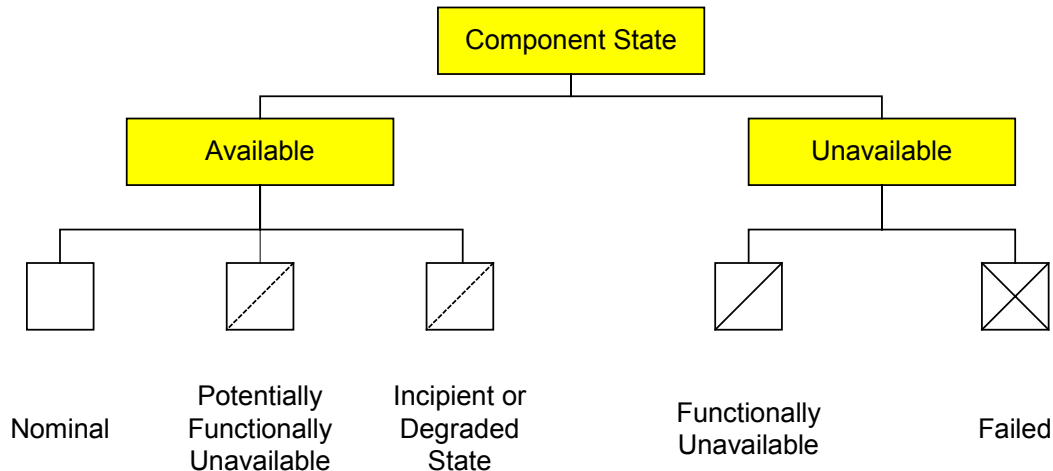 Component State
Available
Unavailable
Nominal
Potentially
Functionally
Unavailable
Incipient or
Degraded
State
Functionally
Unavailable
Failed